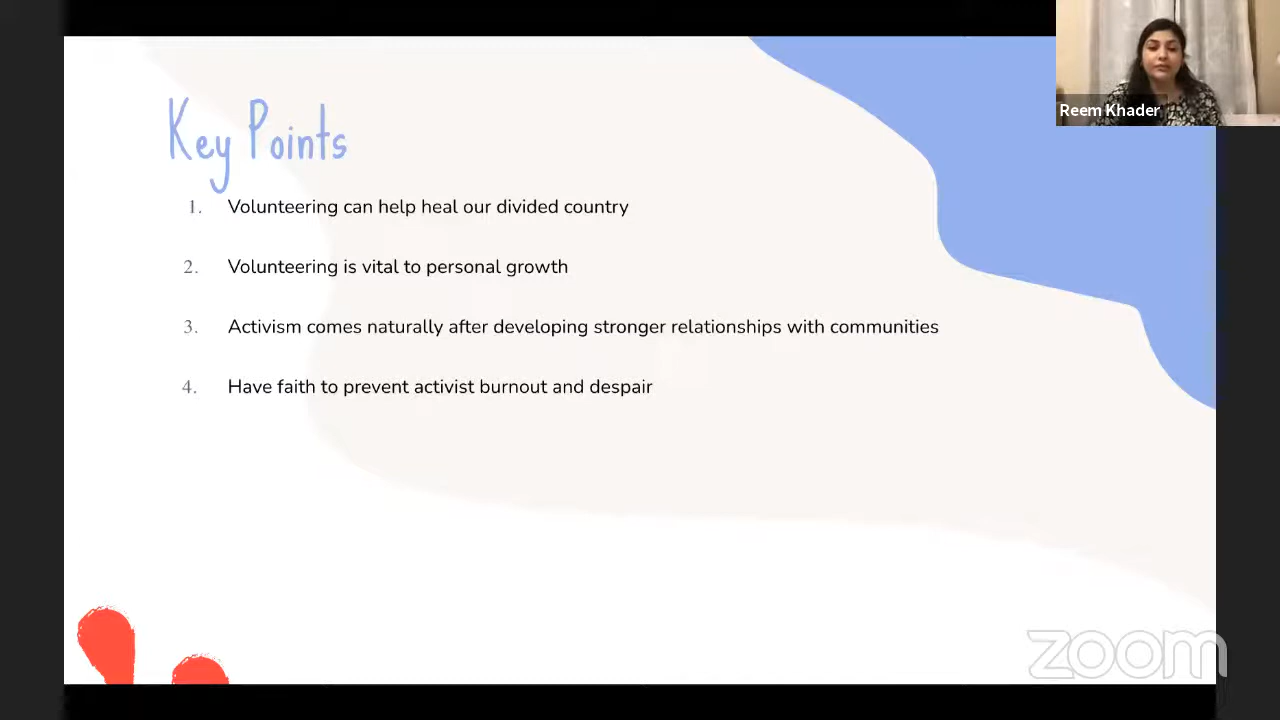 Reem Khader
Key Points
1. Volunteering can help heal our divided country
2. Volunteering is vital to personal growth
3. Activism comes naturally after developing stronger relationships with communities
4. Have faith to prevent activist burnout and despair
zoom